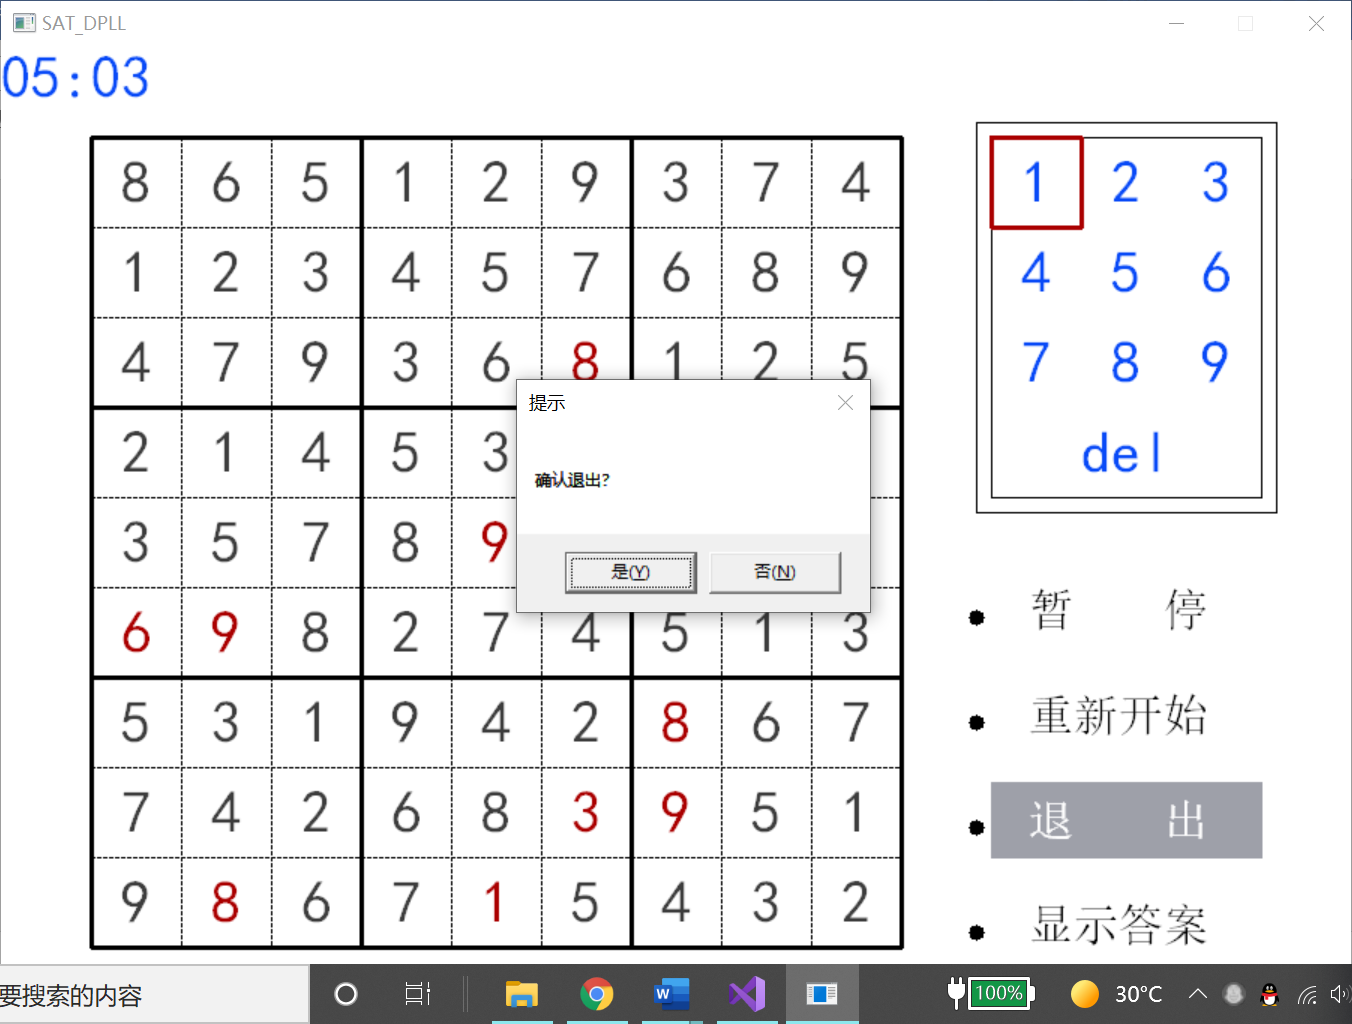 SAT_DPLL
05:03
8 6 5 1 2 9 3 7 4
1 2 3 4 5 7 6 8 9
4 7 9 3 6 8 1 2 5
2 1 4 5 3
3 5 7 8 9
6 9 8 2 7 4 5 1 3
5 3 1 9 4 2 8 6 7
7 4 2 6 8 3 9 5 1
9 8 6 7 1 5 4 3 2
提示
确认退出?
是(Y) 否(N)
1 2 3
4 5 6
7 8 9
del
暂 停
重新开始
退 出
显示答案
要搜索的内容
W
100%
30°C